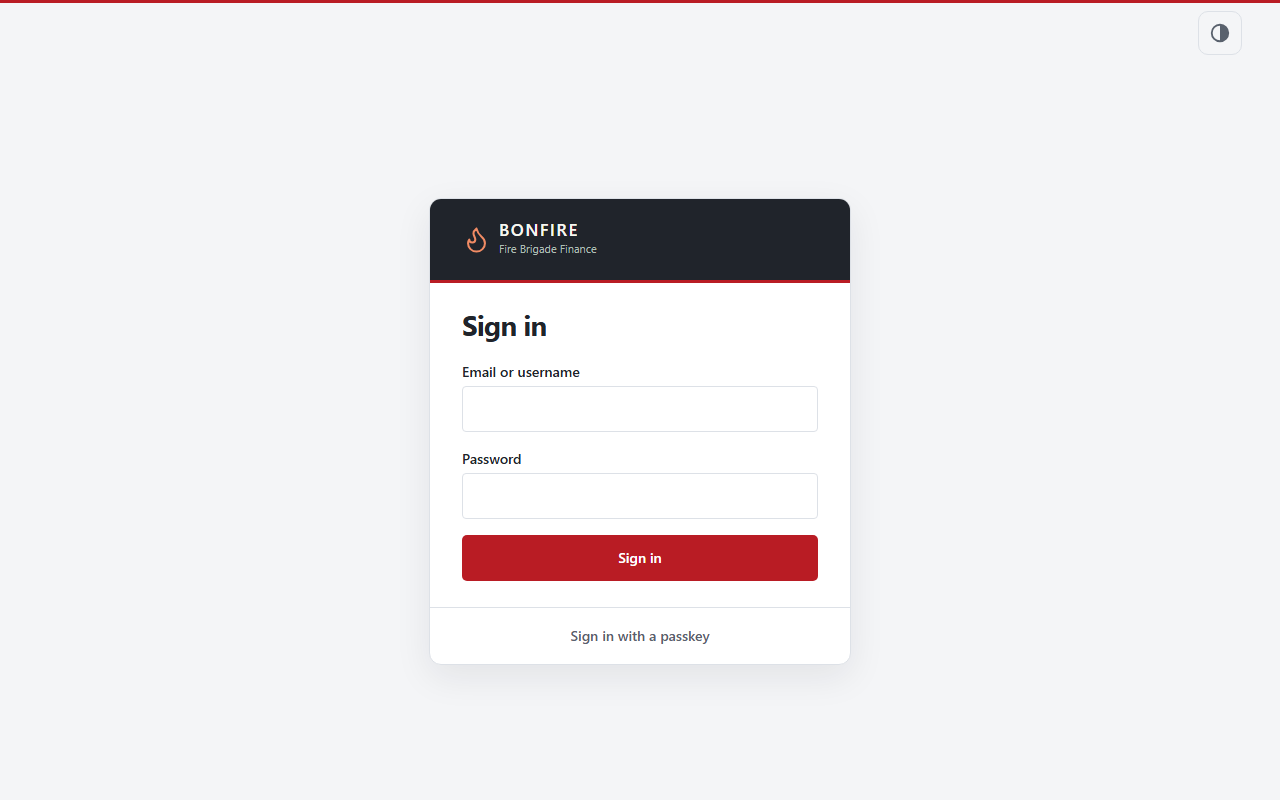 BONFIRE
Fire Brigade Finance
Sign in
Email or username
Password
Sign in
Sign in with a passkey